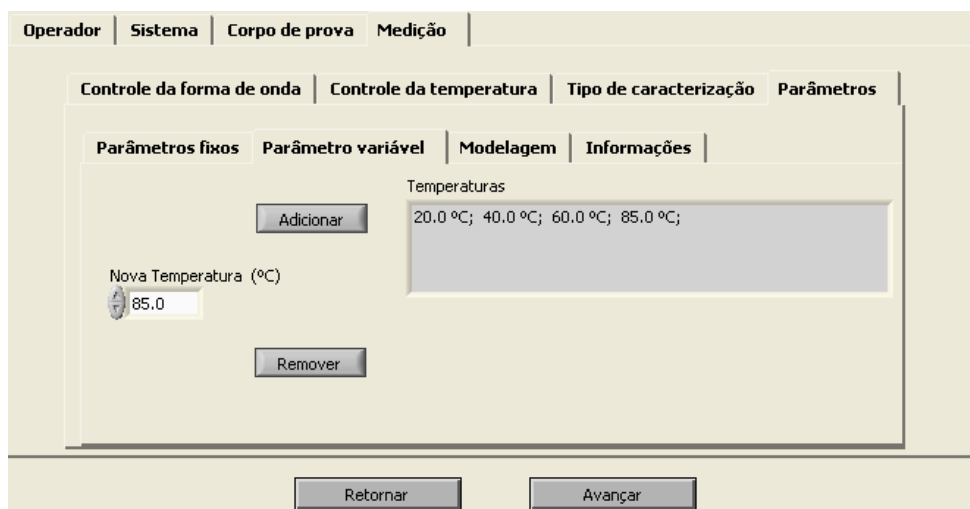 Operador Sistema Corpo de prova Medição
Controle da forma de onda Controle da temperatura Tipo de caracterização Parâmetros
Parâmetros fixos Parâmetro variável Modelagem Informações
Temperaturas
Adicionar
20.0 ºC; 40.0 ºC; 60.0 ºC; 85.0 ºC;
Nova Temperatura (ºC)
85.0
Remover
Retornar Avançar